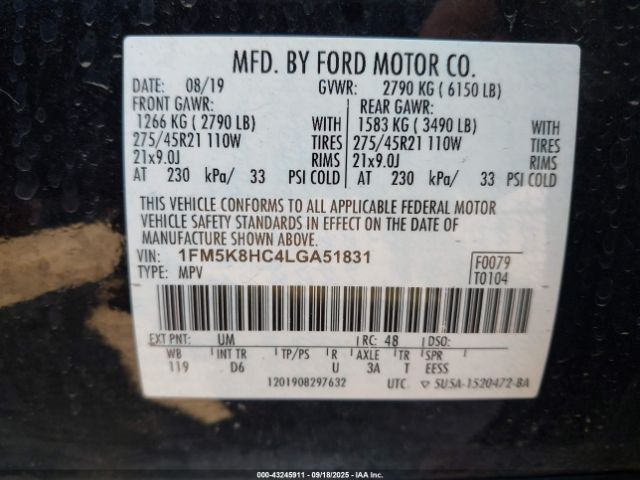 MFD. BY FORD MOTOR CO.
DATE: 08/19 GVWR: 2790 KG ( 6150 LB)
FRONT GAWR: REAR GAWR:
1266 KG ( 2790 LB) WITH 1583 KG ( 3490 LB) WITH
275/45R21 110W TIRES 275/45R21 110W TIRES
21x9.0J RIMS 21x9.0J RIMS
AT 230 kPa/ 33 PSI COLD AT 230 kPa/ 33 PSI COLD
THIS VEHICLE CONFORMS TO ALL APPLICABLE FEDERAL MOTOR
VEHICLE SAFETY STANDARDS IN EFFECT ON THE DATE OF
MANUFACTURE SHOWN ABOVE.
VIN: 1FM5K8HC4LGA51831 F0079
TYPE: MPV T0104
EXT PNT: UM RC: 48 DSO:
WB INT TR TP/PS R AXLE TR SPR
119 D6 U 3A T EESS
1201908297632 UTC ▽ SU5A-1520472-BA
000-43245911 - 09/18/2025 - IAA Inc.